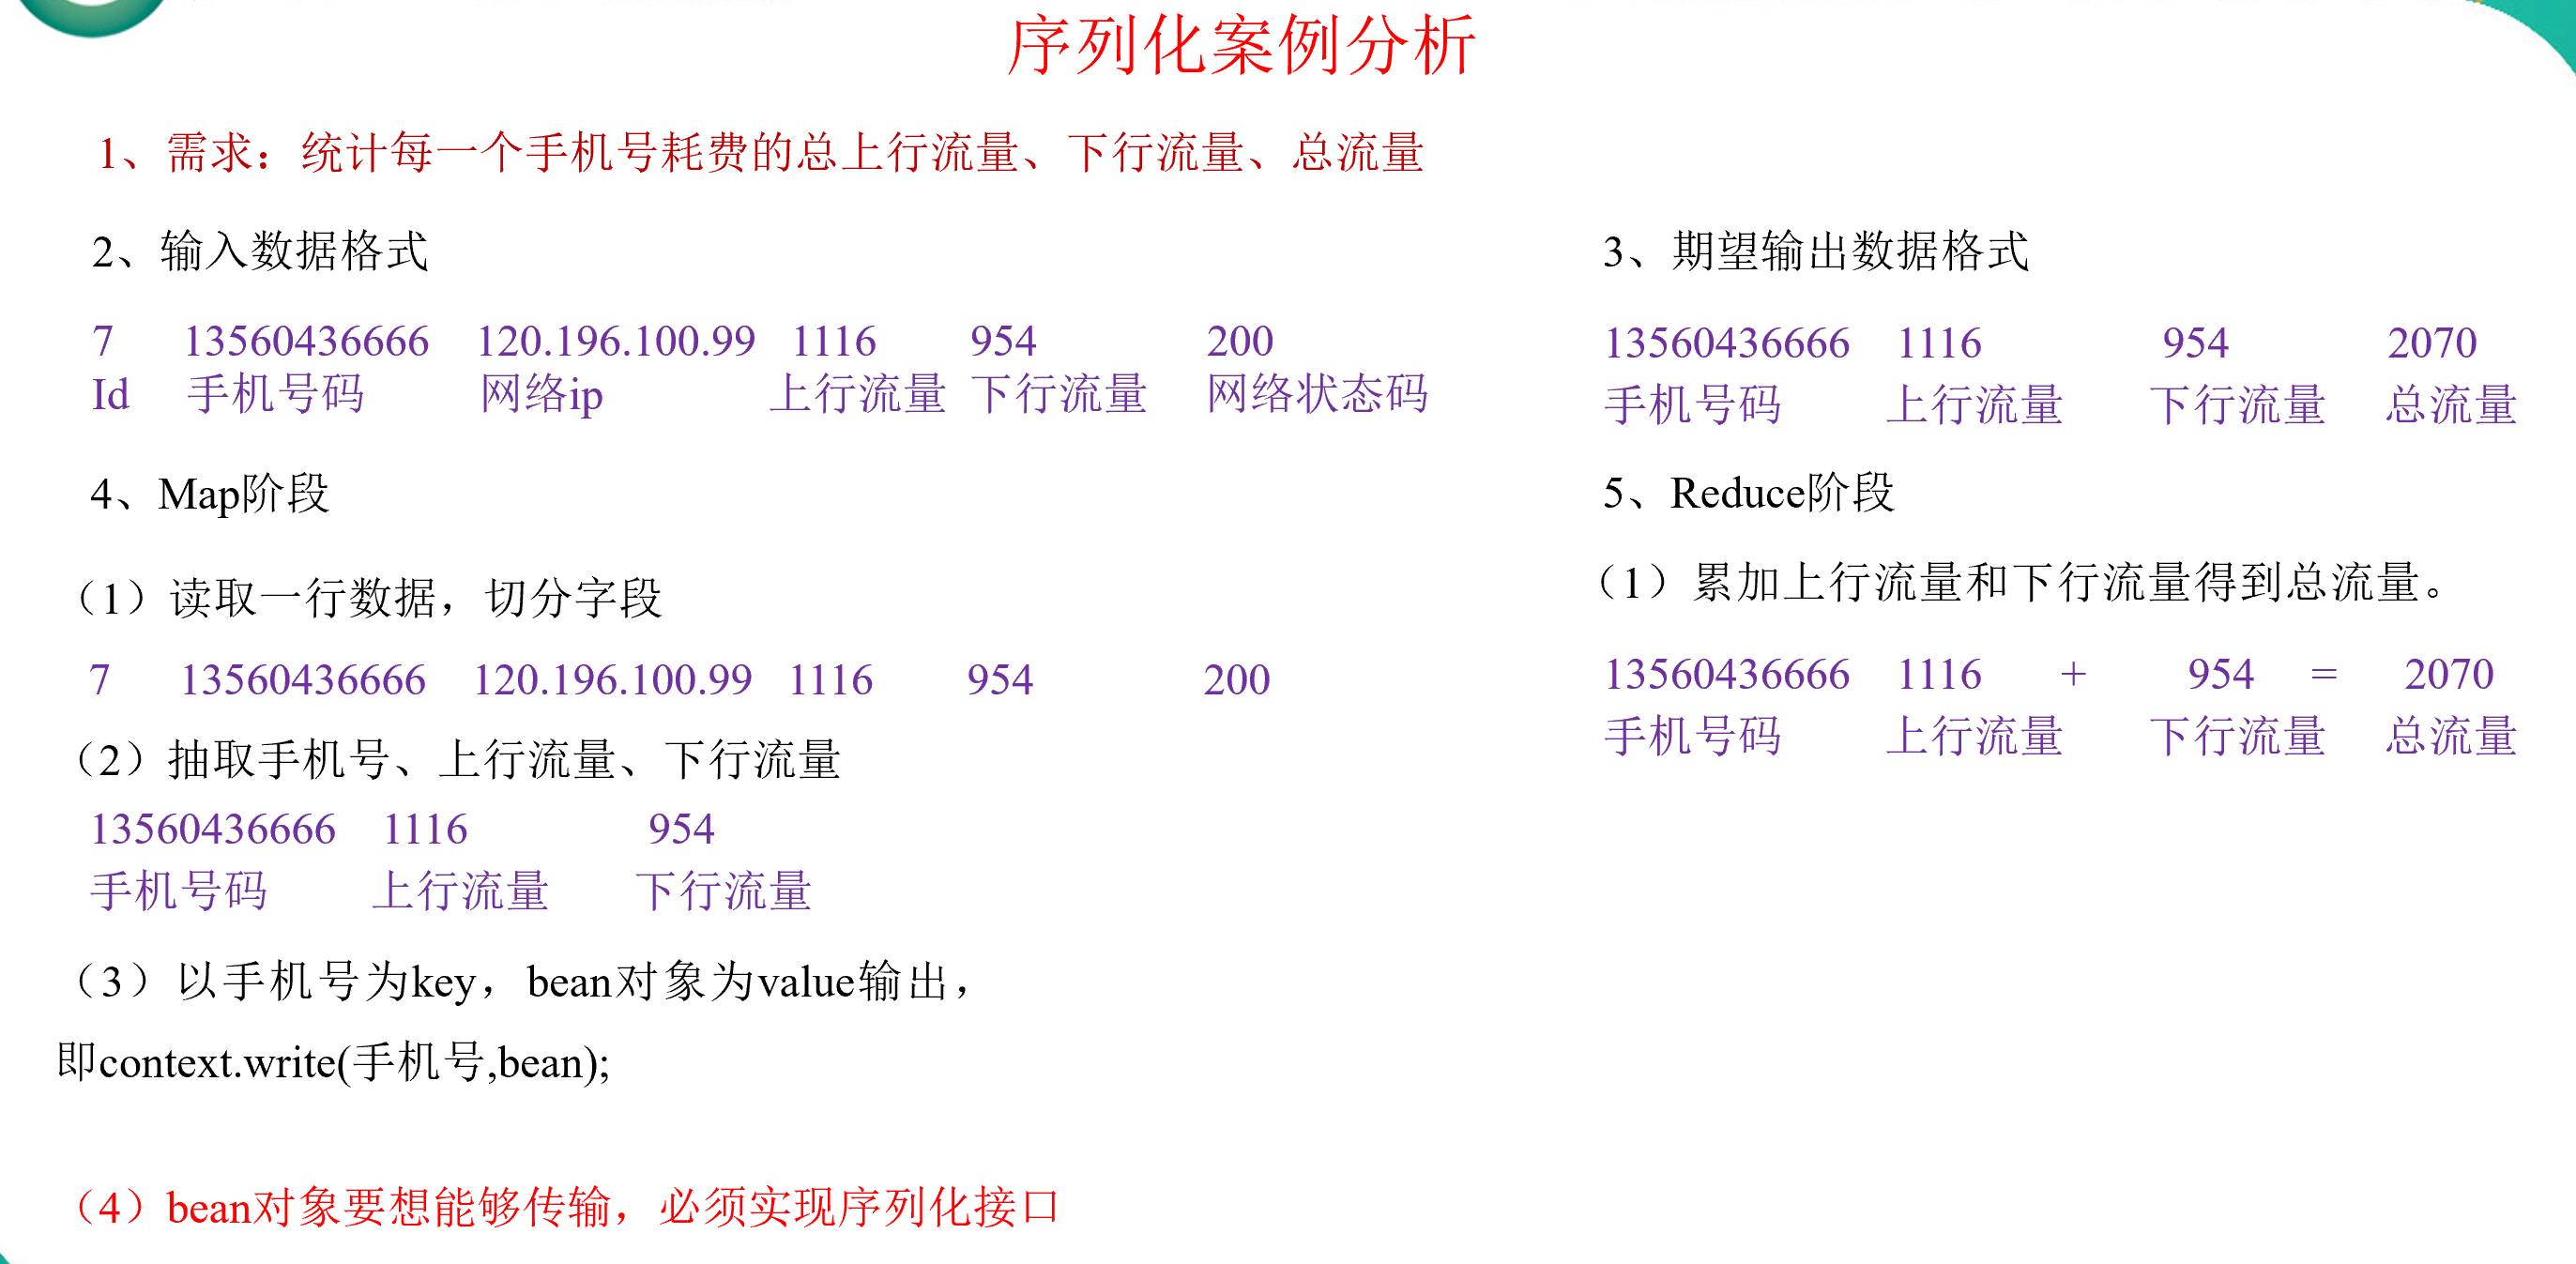 序列化案例分析
1、需求：统计每一个手机号耗费的总上行流量、下行流量、总流量
2、输入数据格式
7 13560436666 120.196.100.99 1116 954 200
Id 手机号码 网络ip 上行流量 下行流量 网络状态码
3、期望输出数据格式
13560436666 1116 954 2070
手机号码 上行流量 下行流量 总流量
4、Map阶段
（1）读取一行数据，切分字段
7 13560436666 120.196.100.99 1116 954 200
（2）抽取手机号、上行流量、下行流量
13560436666 1116 954
手机号码 上行流量 下行流量
（3）以手机号为key，bean对象为value输出，
即context.write(手机号,bean);
（4）bean对象要想能够传输，必须实现序列化接口
5、Reduce阶段
（1）累加上行流量和下行流量得到总流量。
13560436666 1116 + 954 = 2070
手机号码 上行流量 下行流量 总流量